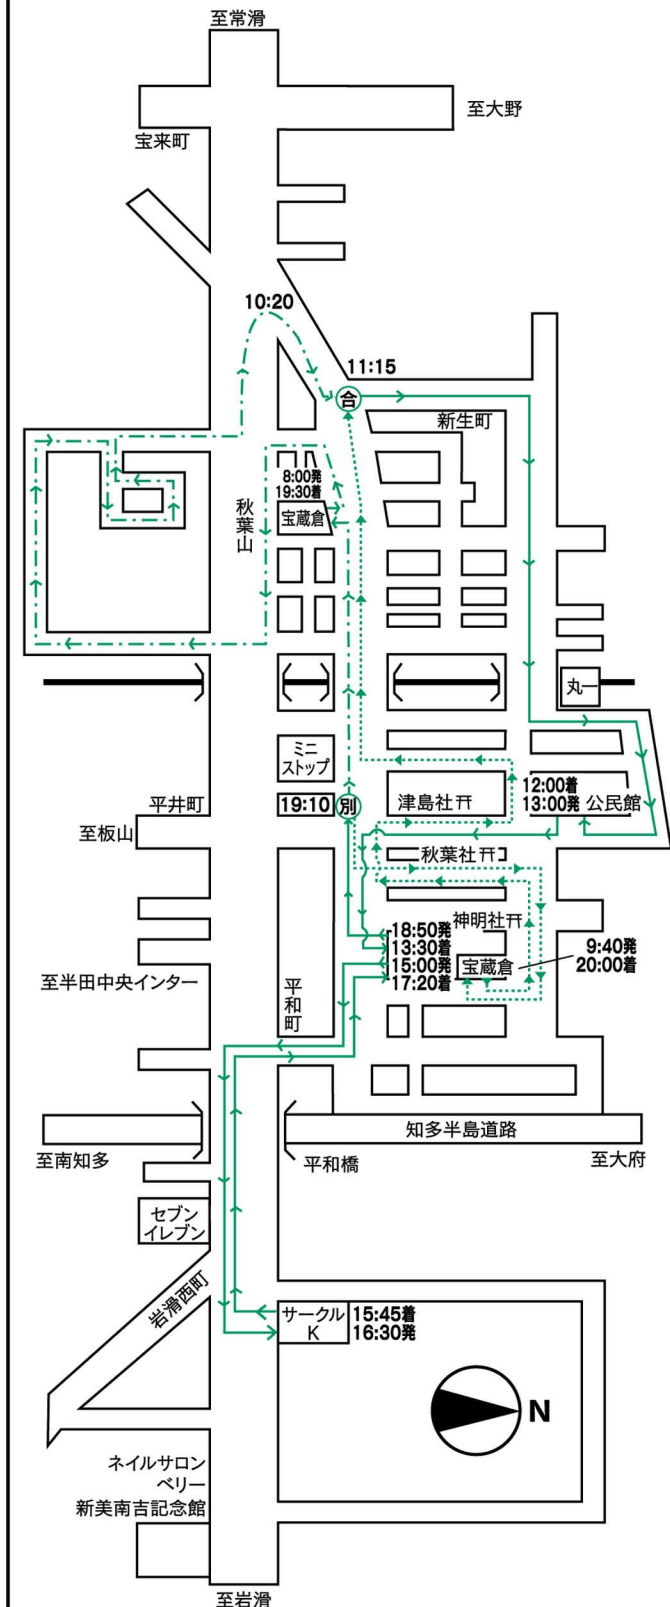 至常滑
至大野
宝来町
10:20
11:15
合
新生町
8:00発
19:30着
宝蔵倉
秋葉山
丸一
ミニ
ストップ
平井町
19:10
別
津島社
12:00着
13:00発
公民館
至板山
秋葉社
18:50発
13:30着
15:00発
17:20着
神明社
宝蔵倉
9:40発
20:00着
至半田中央インター
平和町
知多半島道路
至南知多
平和橋
至大府
セブン
イレブン
岩滑西町
サークル
K
15:45着
16:30発
N
ネイルサロン
ベリー
新美南吉記念館
至岩滑